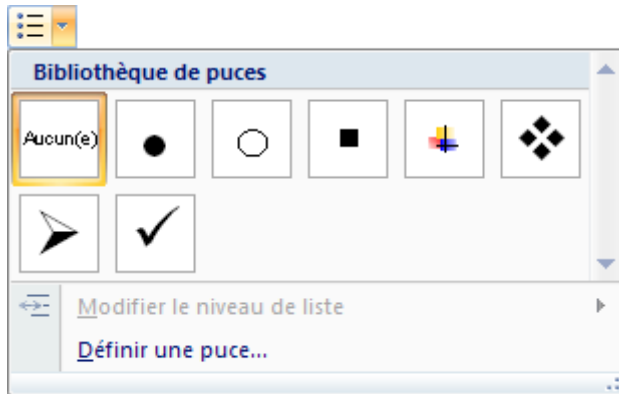 Bibliothèque de puces
Aucun(e)
Modifier le niveau de liste
Définir une puce...